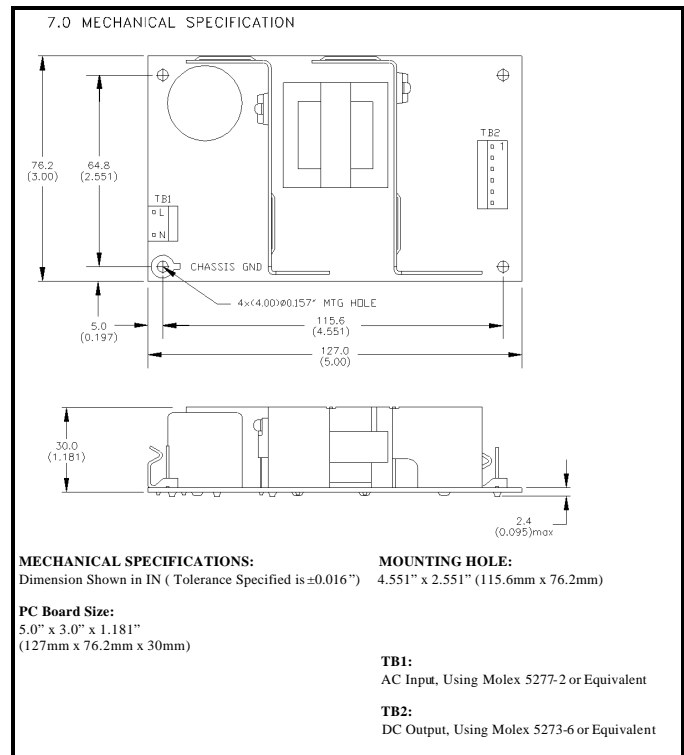 7.0 MECHANICAL SPECIFICATION
TB2
1
76.2
(3.00)
64.8
(2.551)
TB1
L
N
CHASSIS GND
4x(4.00)ø0.157" MTG HOLE
5.0
(0.197)
115.6
(4.551)
127.0
(5.00)
30.0
(1.181)
2.4
(0.095)max
MECHANICAL SPECIFICATIONS:
Dimension Shown in IN ( Tolerance Specified is ±0.016”)
MOUNTING HOLE:
4.551” x 2.551” (115.6mm x 76.2mm)
PC Board Size:
5.0” x 3.0” x 1.181”
(127mm x 76.2mm x 30mm)
TB1:
AC Input, Using Molex 5277-2 or Equivalent
TB2:
DC Output, Using Molex 5273-6 or Equivalent